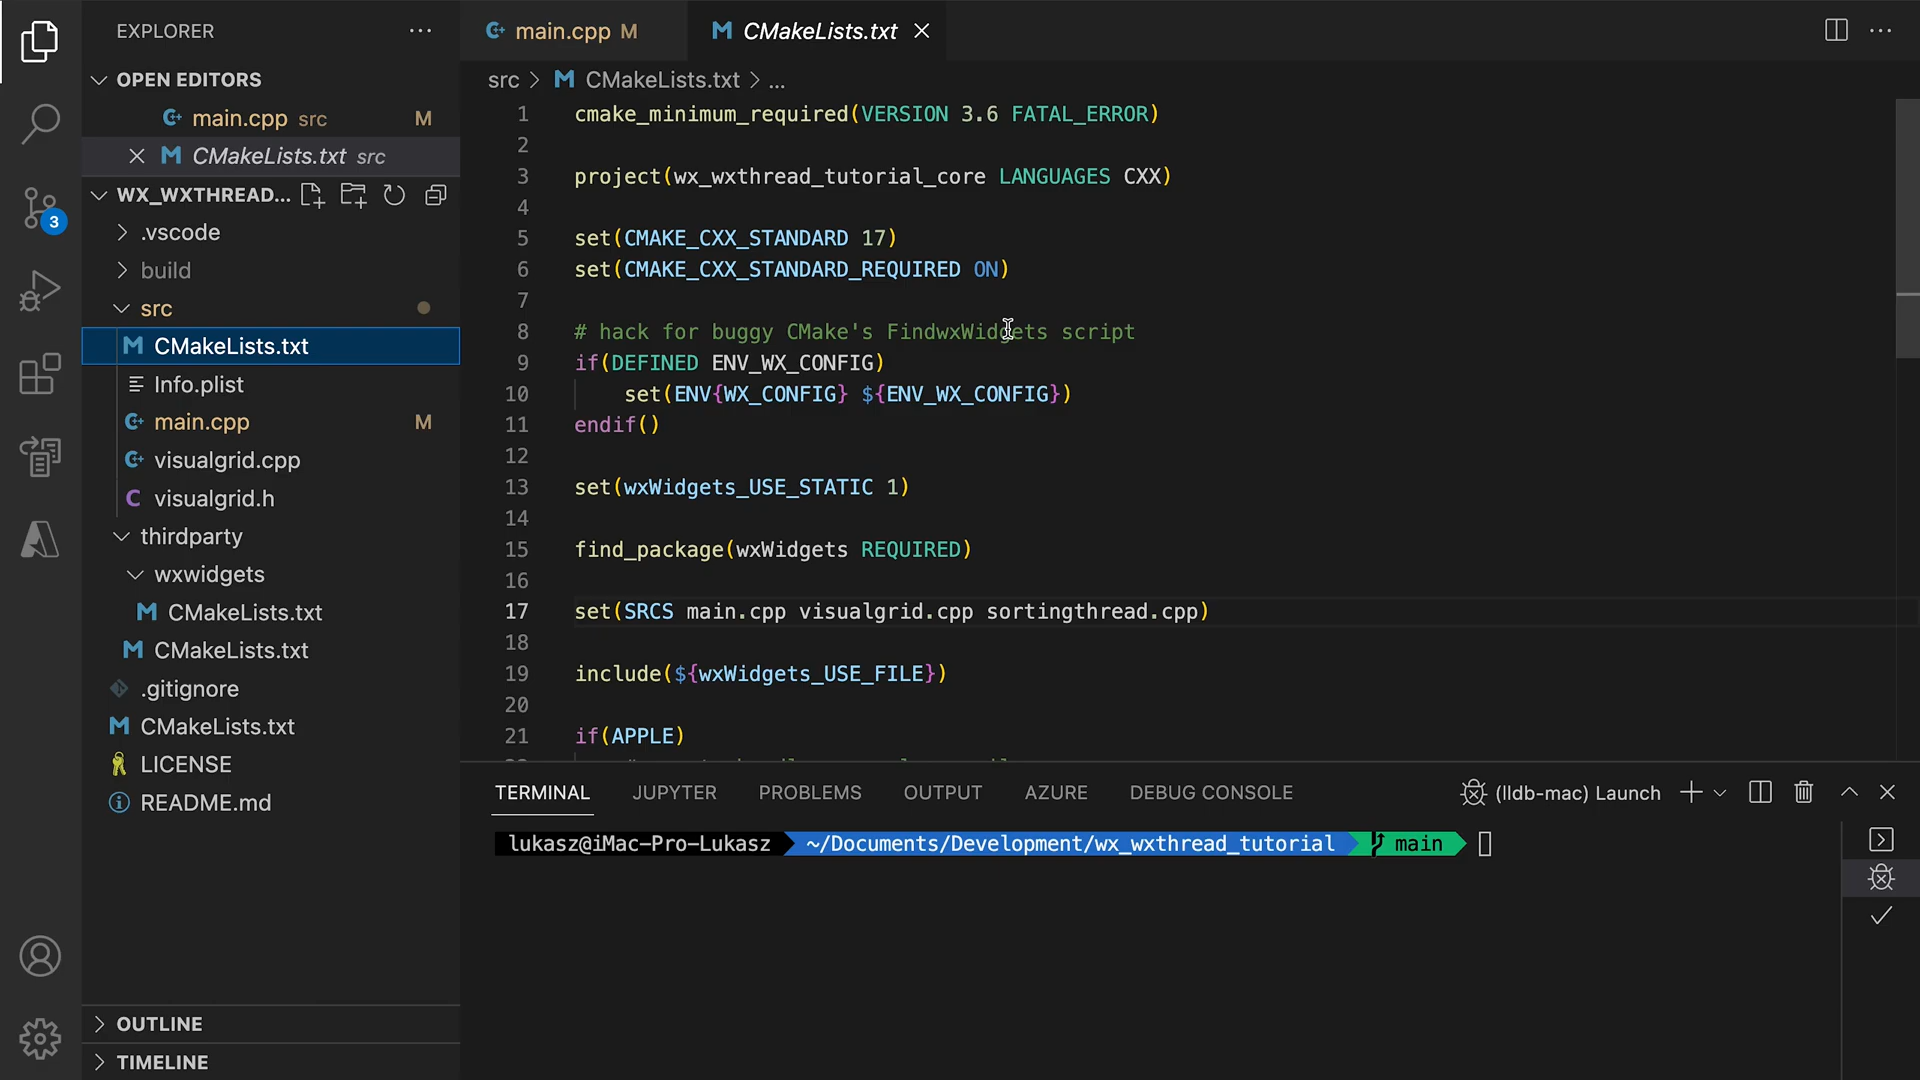 EXPLORER
OPEN EDITORS
main.cpp src M
CMakeLists.txt src
WX_WXTHREAD...
.vscode
build
src
CMakeLists.txt
Info.plist
main.cpp M
visualgrid.cpp
visualgrid.h
thirdparty
wxwidgets
CMakeLists.txt
CMakeLists.txt
.gitignore
CMakeLists.txt
LICENSE
README.md
OUTLINE
TIMELINE
3
main.cpp M
CMakeLists.txt
src > CMakeLists.txt > ...
1 cmake_minimum_required(VERSION 3.6 FATAL_ERROR)
2
3 project(wx_wxthread_tutorial_core LANGUAGES CXX)
4
5 set(CMAKE_CXX_STANDARD 17)
6 set(CMAKE_CXX_STANDARD_REQUIRED ON)
7
8 # hack for buggy CMake's FindwxWidgets script
9 if(DEFINED ENV_WX_CONFIG)
10 set(ENV{WX_CONFIG} ${ENV_WX_CONFIG})
11 endif()
12
13 set(wxWidgets_USE_STATIC 1)
14
15 find_package(wxWidgets REQUIRED)
16
17 set(SRCS main.cpp visualgrid.cpp sortingthread.cpp)
18
19 include(${wxWidgets_USE_FILE})
20
21 if(APPLE)
TERMINAL JUPYTER PROBLEMS OUTPUT AZURE DEBUG CONSOLE
(lldb-mac) Launch
lukasz@iMac-Pro-Lukasz ~/Documents/Development/wx_wxthread_tutorial main